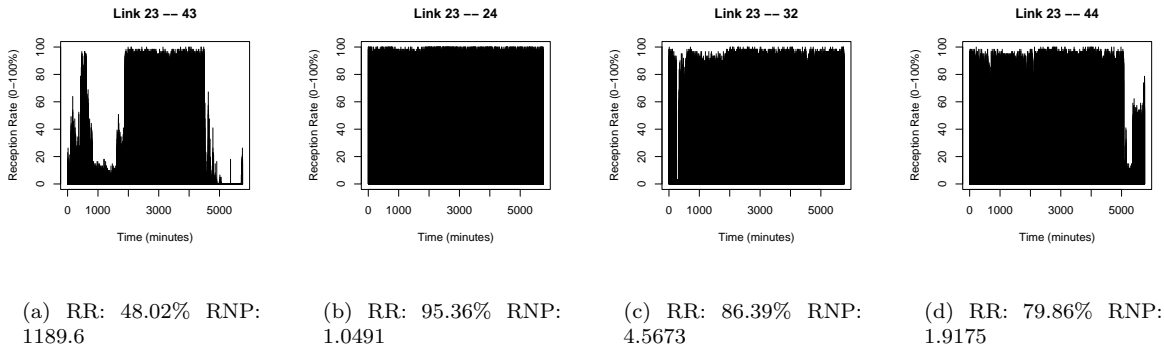 Link 23 −− 43
Reception Rate (0−100%)
100
80
60
40
20
0
0 1000 3000 5000
Time (minutes)
(a) RR: 48.02% RNP:
1189.6
Link 23 −− 24
Reception Rate (0−100%)
100
80
60
40
20
0
0 1000 3000 5000
Time (minutes)
(b) RR: 95.36% RNP:
1.0491
Link 23 −− 32
Reception Rate (0−100%)
100
80
60
40
20
0
0 1000 3000 5000
Time (minutes)
(c) RR: 86.39% RNP:
4.5673
Link 23 −− 44
Reception Rate (0−100%)
100
80
60
40
20
0
0 1000 3000 5000
Time (minutes)
(d) RR: 79.86% RNP:
1.9175